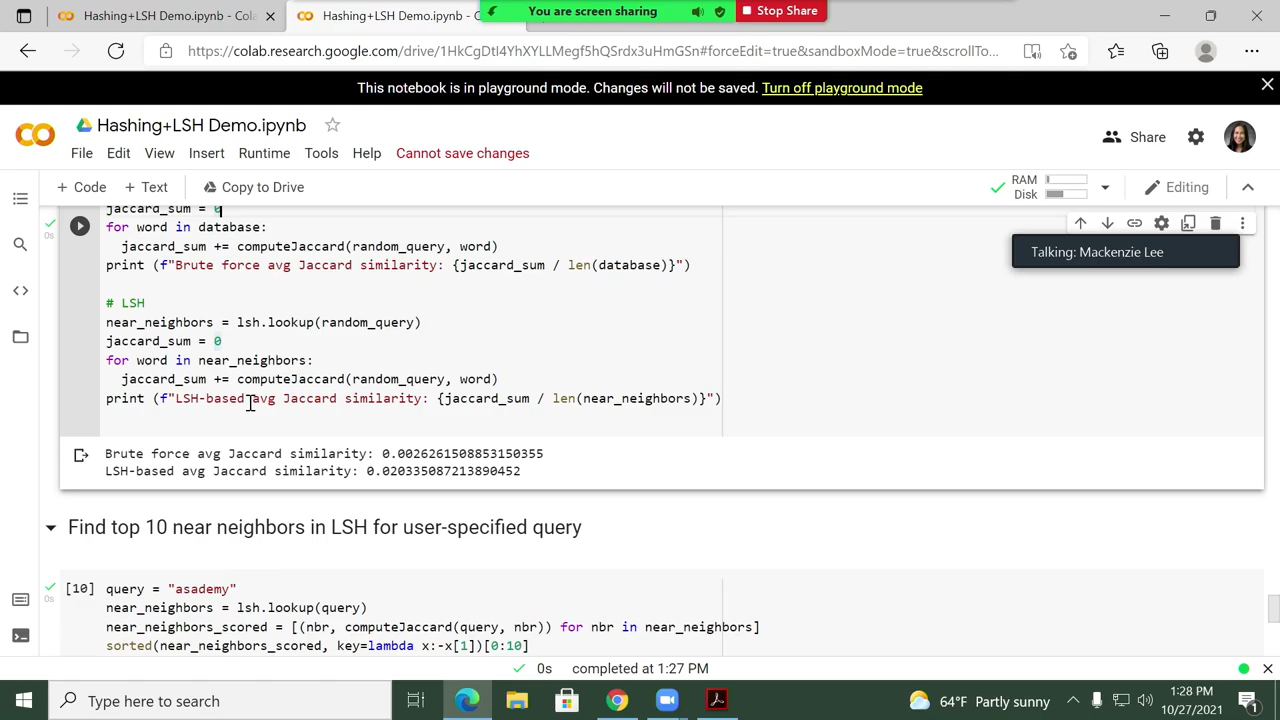 Hashing+LSH Demo.ipynb - Colab
Hashing+LSH Demo.ipynb - C
You are screen sharing
Stop Share
https://colab.research.google.com/drive/1HkCgDtI4YhXYLLMegf5hQSrdx3uHmGSn#forceEdit=true&sandboxMode=true&scrollTo...
This notebook is in playground mode. Changes will not be saved. Turn off playground mode
Hashing+LSH Demo.ipynb
Share
File Edit View Insert Runtime Tools Help Cannot save changes
+ Code + Text Copy to Drive
RAM
Disk
Editing
jaccard_sum = 0
for word in database:
jaccard_sum += computeJaccard(random_query, word)
print (f"Brute force avg Jaccard similarity: {jaccard_sum / len(database)}")
Talking: Mackenzie Lee
# LSH
near_neighbors = lsh.lookup(random_query)
jaccard_sum = 0
for word in near_neighbors:
jaccard_sum += computeJaccard(random_query, word)
print (f"LSH-based avg Jaccard similarity: {jaccard_sum / len(near_neighbors)}")
0s
Brute force avg Jaccard similarity: 0.0026261508853150355
LSH-based avg Jaccard similarity: 0.020335087213890452
Find top 10 near neighbors in LSH for user-specified query
[10] query = "asademy"
0s
near_neighbors = lsh.lookup(query)
near_neighbors_scored = [(nbr, computeJaccard(query, nbr)) for nbr in near_neighbors]
sorted(near_neighbors_scored, key=lambda x:-x[1])[0:10]
0s completed at 1:27 PM
Type here to search
64°F Partly sunny
1:28 PM
10/27/2021
1